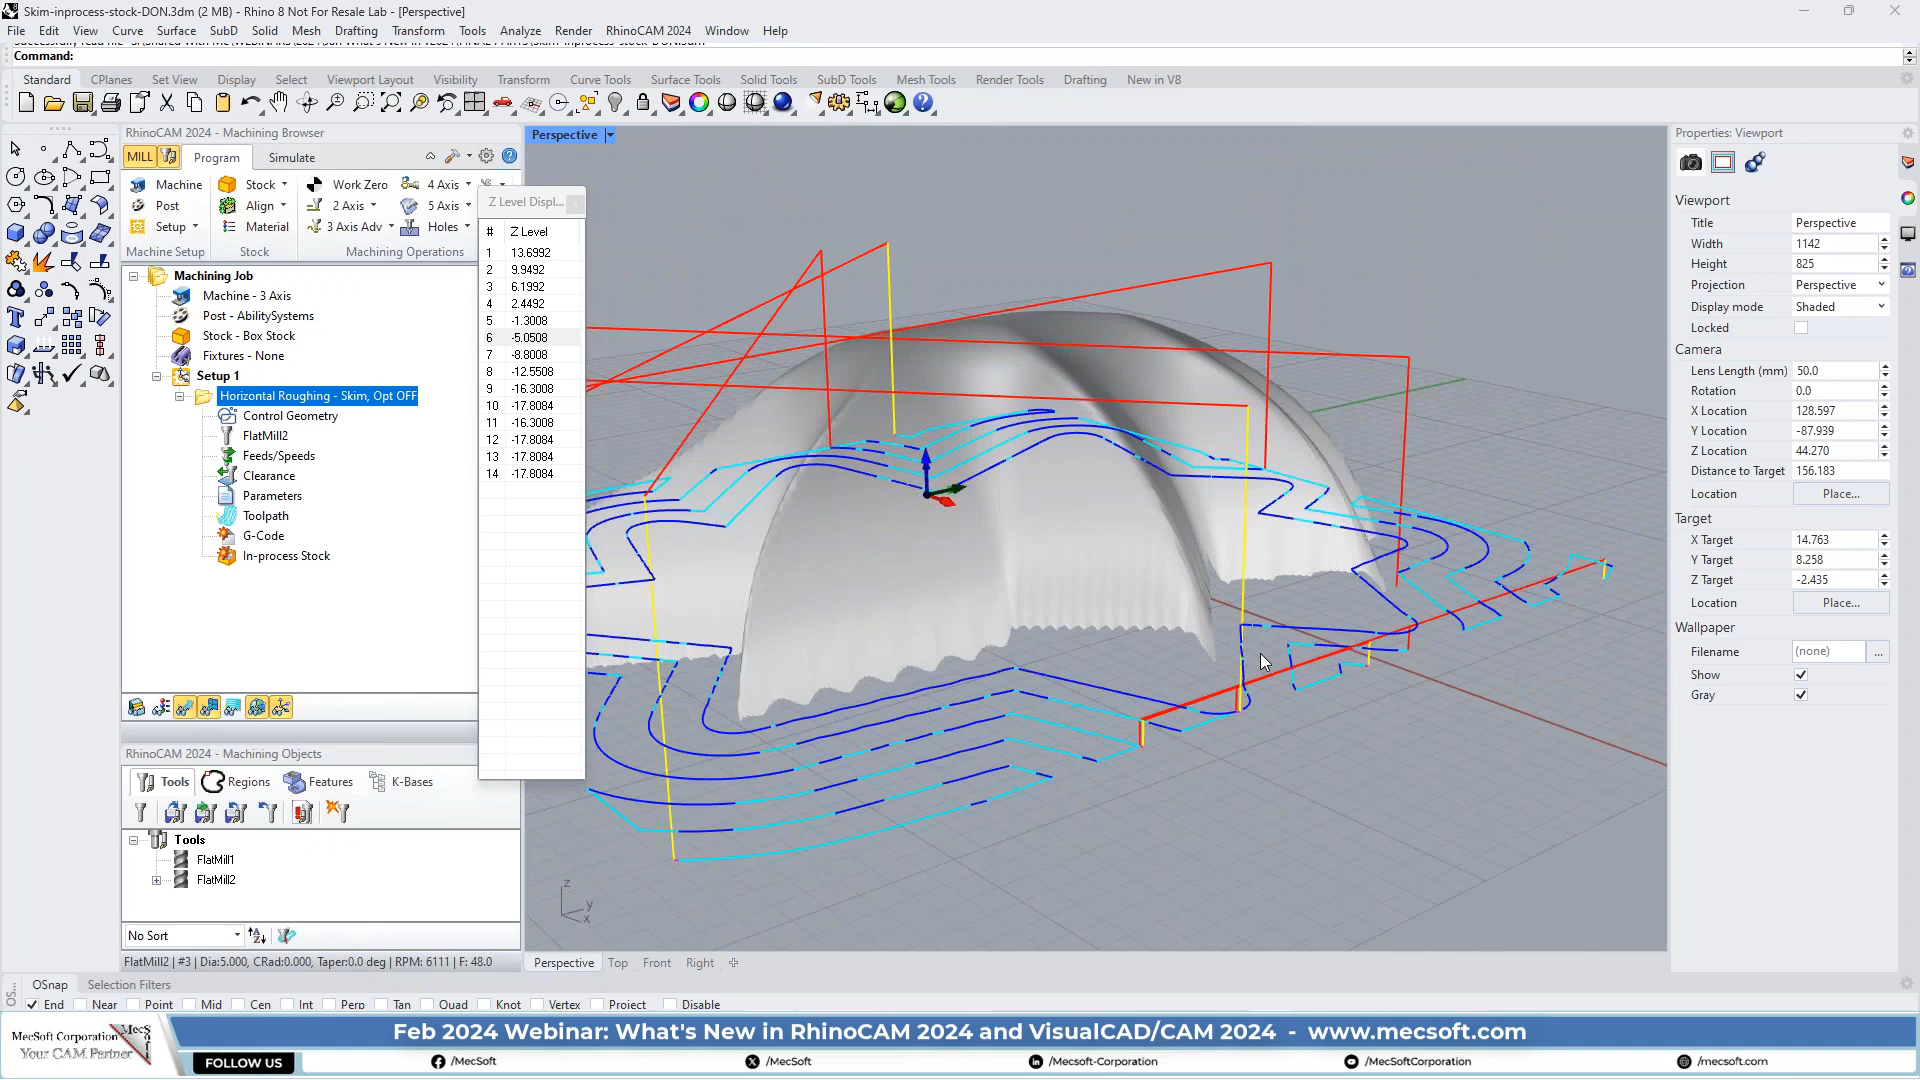 Skim-inprocess-stock-DON.3dm (2 MB) - Rhino 8 Not For Resale Lab - [Perspective]
File Edit View Curve Surface SubD Solid Mesh Drafting Transform Tools Analyze Render RhinoCAM 2024 Window Help
Command:
Standard CPlanes Set View Display Select Viewport Layout Visibility Transform Curve Tools Surface Tools Solid Tools SubD Tools Mesh Tools Render Tools Drafting New in V8
RhinoCAM 2024 - Machining Browser
MILL Program Simulate
Machine Stock Work Zero 4 Axis
Post Align 2 Axis 5 Axis
Setup Material 3 Axis Adv Holes
Machine Setup Stock Machining Operations
Machining Job
Machine - 3 Axis
Post - AbilitySystems
Stock - Box Stock
Fixtures - None
Setup 1
Horizontal Roughing - Skim, Opt OFF
Control Geometry
FlatMill2
Feeds/Speeds
Clearance
Parameters
Toolpath
G-Code
In-process Stock
Z Level Displ...
# Z Level
1 13.6992
2 9.9492
3 6.1992
4 2.4492
5 -1.3008
6 -5.0508
7 -8.8008
8 -12.5508
9 -16.3008
10 -17.8084
11 -16.3008
12 -17.8084
13 -17.8084
14 -17.8084
RhinoCAM 2024 - Machining Objects
Tools Regions Features K-Bases
Tools
FlatMill1
FlatMill2
No Sort
FlatMill2 | #3 | Dia:5.000, CRad:0.000, Taper:0.0 deg | RPM: 6111 | F: 48.0
Perspective
z
y
x
Perspective Top Front Right
Properties: Viewport
Viewport
Title Perspective
Width 1142
Height 825
Projection Perspective
Display mode Shaded
Locked
Camera
Lens Length (mm) 50.0
Rotation 0.0
X Location 128.597
Y Location -87.939
Z Location 44.270
Distance to Target 156.183
Location Place...
Target
X Target 14.763
Y Target 8.258
Z Target -2.435
Location Place...
Wallpaper
Filename (none) ...
Show
Gray
OSnap Selection Filters
OS...
End Near Point Mid Cen Int Perp Tan Quad Knot Vertex Project Disable
MecSoft Corporation MecS
Your CAM Partner
Feb 2024 Webinar: What's New in RhinoCAM 2024 and VisualCAD/CAM 2024 - www.mecsoft.com
FOLLOW US /MecSoft /MecSoft /Mecsoft-Corporation /MecSoftCorporation /mecsoft.com